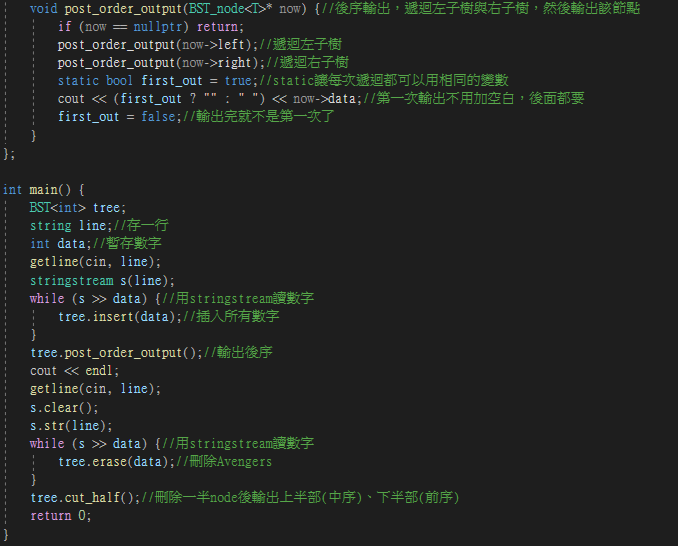 void post_order_output(BST_node<T>* now) {//後序輸出，遞迴左子樹與右子樹，然後輸出該節點
if (now == nullptr) return;
post_order_output(now->left);//遞迴左子樹
post_order_output(now->right);//遞迴右子樹
static bool first_out = true;//static讓每次遞迴都可以用相同的變數
cout << (first_out ? "" : " ") << now->data;//第一次輸出不用加空白，後面都要
first_out = false;//輸出完就不是第一次了
}
};
int main() {
BST<int> tree;
string line;//存一行
int data;//暫存數字
getline(cin, line);
stringstream s(line);
while (s >> data) {//用stringstream讀數字
tree.insert(data);//插入所有數字
}
tree.post_order_output();//輸出後序
cout << endl;
getline(cin, line);
s.clear();
s.str(line);
while (s >> data) {//用stringstream讀數字
tree.erase(data);//刪除Avengers
}
tree.cut_half();//刪除一半node後輸出上半部(中序)、下半部(前序)
return 0;
}